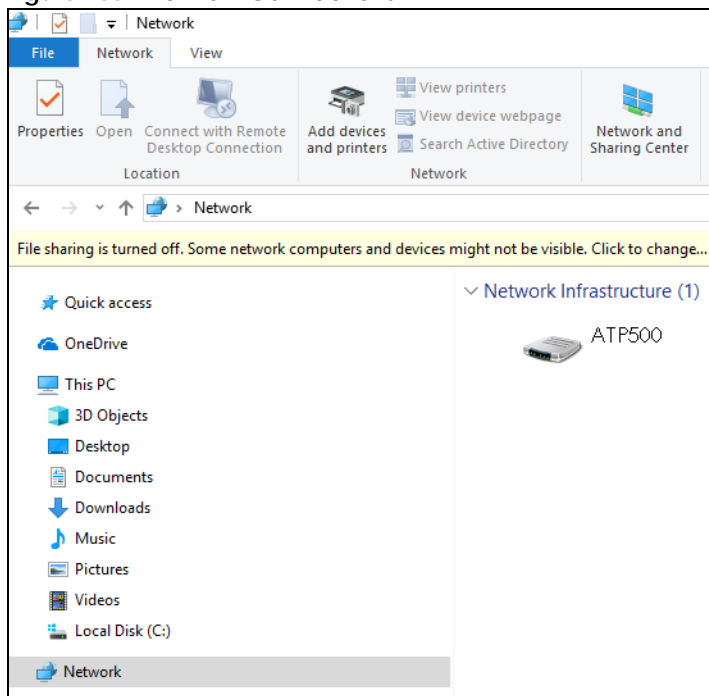 Network
File Network View
Properties Open Connect with Remote Desktop Connection
Add devices and printers
View printers
View device webpage
Search Active Directory
Network and Sharing Center
Location Network
Network
File sharing is turned off. Some network computers and devices might not be visible. Click to change...
Quick access
OneDrive
This PC
3D Objects
Desktop
Documents
Downloads
Music
Pictures
Videos
Local Disk (C:)
Network
Network Infrastructure (1)
ATP500